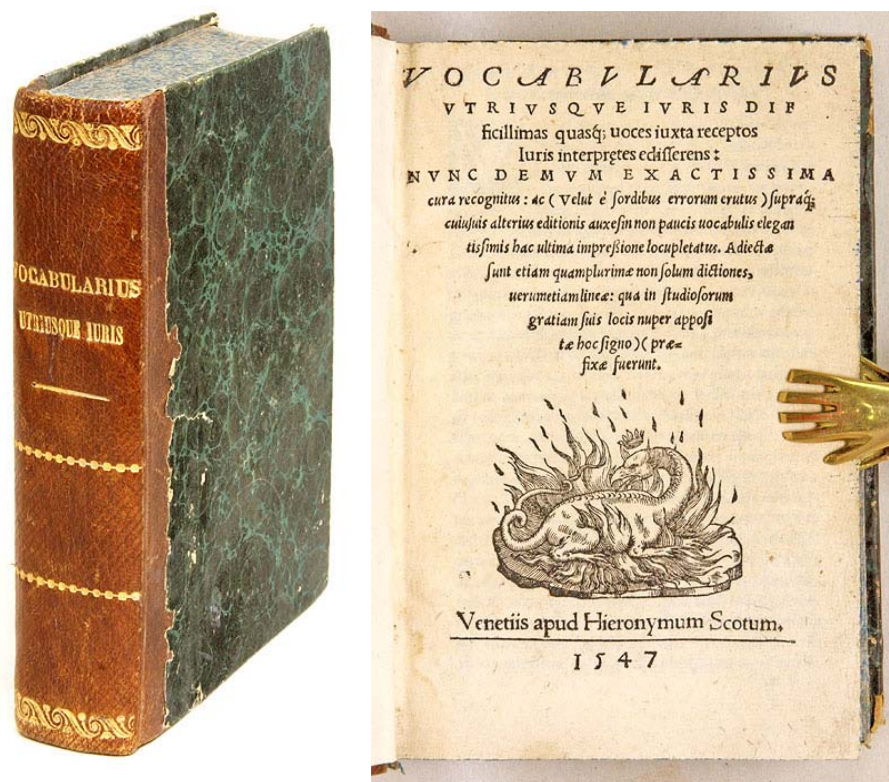 VOCABULARIUS
UTRIUSQUE IURIS
VOCABVLARIVS
VTRIVSQVE IVRIS DIF
ficillimas quasq; uoces iuxta receptos
Iuris interpretes edisserens:
NVNC DEMVM EXACTISSIMA
cura recognitus: ac (Velut è sordibus errorum erutus) supraq;
cuiusuis alterius editionis auxesin non paucis uocabulis elegan
tissimis hac ultima impreßione locupletatus. Adiectæ
sunt etiam quamplurimæ non solum dictiones,
uerumetiam lineæ: quæ in studiosorum
gratiam suis locis nuper apposi
tæ hoc signo )( præ=
fixæ fuerunt.
Venetiis apud Hieronymum Scotum.
1547